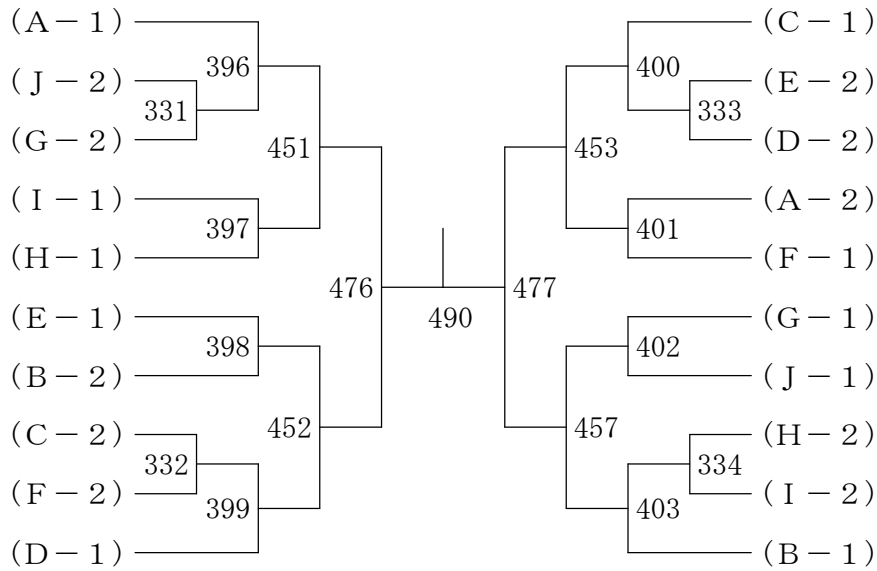 (A-1) (C-1)
396 400
(J-2) (E-2)
331 333
(G-2) (D-2)
451 453
(I-1) (A-2)
397 401
(H-1) (F-1)
476 477
490
(E-1) (G-1)
398 402
(B-2) (J-1)
452 457
(C-2) (H-2)
332 334
(F-2) (I-2)
399 403
(D-1) (B-1)